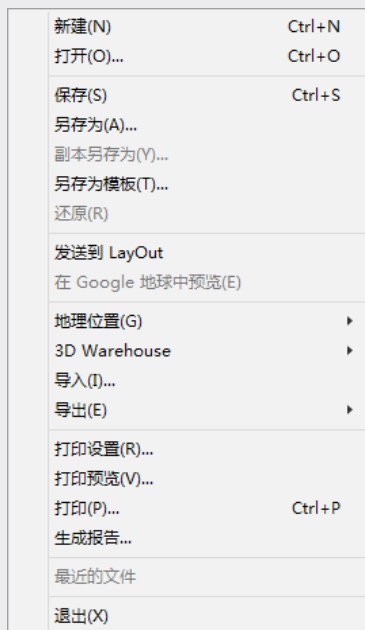 新建(N) Ctrl+N
打开(O)... Ctrl+O
保存(S) Ctrl+S
另存为(A)...
副本另存为(Y)...
另存为模板(T)...
还原(R)
发送到 LayOut
在 Google 地球中预览(E)
地理位置(G)
3D Warehouse
导入(I)...
导出(E)
打印设置(R)...
打印预览(V)...
打印(P)... Ctrl+P
生成报告...
最近的文件
退出(X)